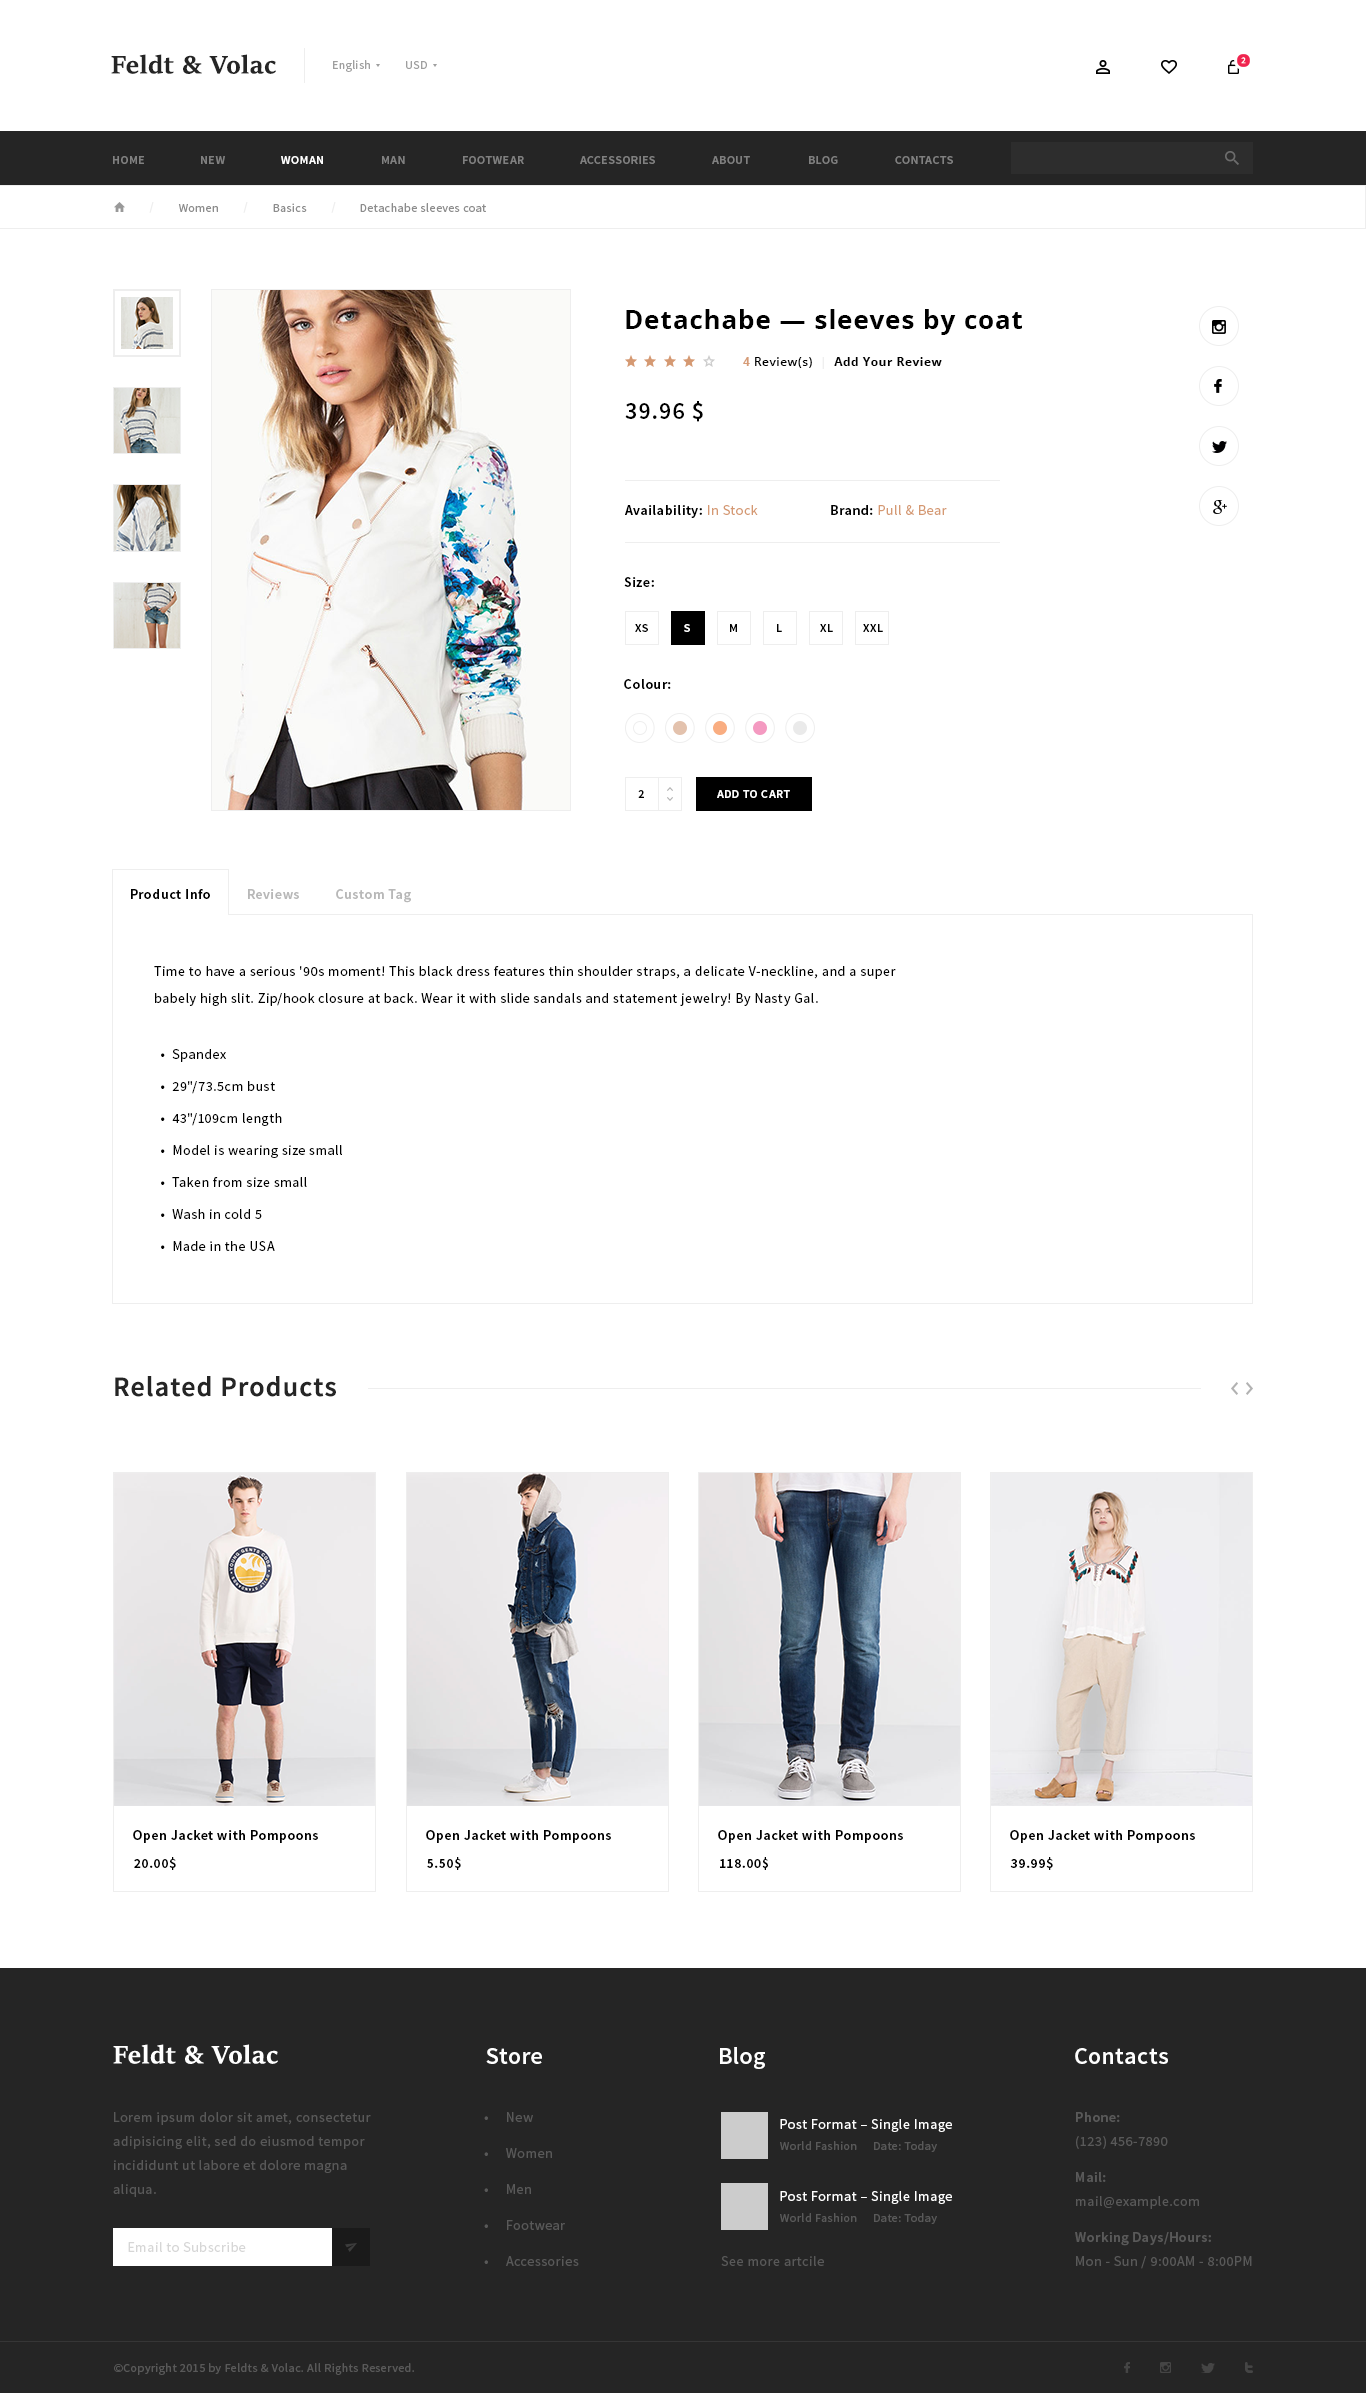 Feldt & Volac
English
USD
2
HOME NEW WOMAN MAN FOOTWEAR ACCESSORIES ABOUT BLOG CONTACTS
/ Women / Basics / Detachabe sleeves coat
Detachabe — sleeves by coat
4 Review(s) | Add Your Review
39.96 $
Availability: In Stock
Brand: Pull & Bear
Size:
XS S M L XL XXL
Colour:
2
ADD TO CART
Product Info
Reviews
Custom Tag
Time to have a serious '90s moment! This black dress features thin shoulder straps, a delicate V-neckline, and a super
babely high slit. Zip/hook closure at back. Wear it with slide sandals and statement jewelry! By Nasty Gal.
• Spandex
• 29"/73.5cm bust
• 43"/109cm length
• Model is wearing size small
• Taken from size small
• Wash in cold 5
• Made in the USA
Related Products
Open Jacket with Pompoons
20.00$
Open Jacket with Pompoons
5.50$
Open Jacket with Pompoons
118.00$
Open Jacket with Pompoons
39.99$
Feldt & Volac
Lorem ipsum dolor sit amet, consectetur
adipisicing elit, sed do eiusmod tempor
incididunt ut labore et dolore magna
aliqua.
Email to Subscribe
Store
• New
• Women
• Men
• Footwear
• Accessories
Blog
Post Format – Single Image
World Fashion Date: Today
Post Format – Single Image
World Fashion Date: Today
See more artcile
Contacts
Phone:
(123) 456-7890
Mail:
mail@example.com
Working Days/Hours:
Mon - Sun / 9:00AM - 8:00PM
©Copyright 2015 by Feldts & Volac. All Rights Reserved.